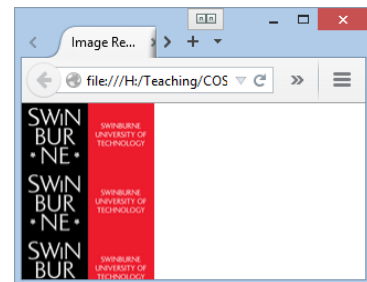 Image Re...
file:///H:/Teaching/COS
SWiN
BUR
• NE •
SWINBURNE
UNIVERSITY OF
TECHNOLOGY
SWiN
BUR
• NE •
SWINBURNE
UNIVERSITY OF
TECHNOLOGY
SWiN
BUR
SWINBURNE
UNIVERSITY OF
TECHNOLOGY